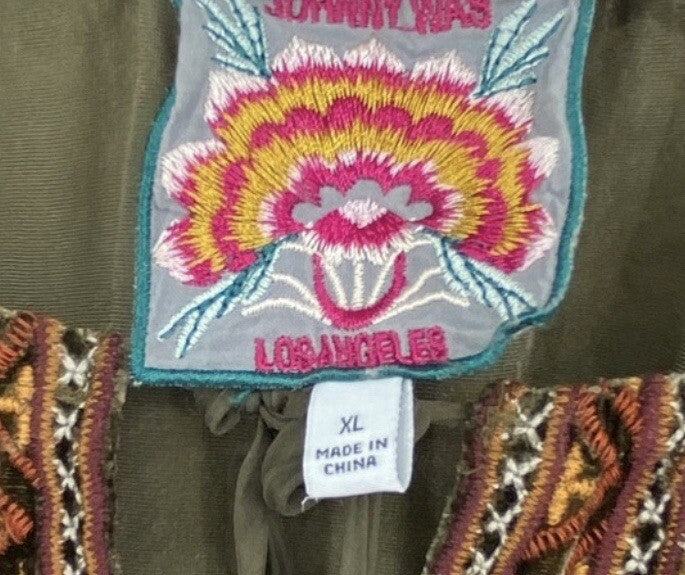 JOHNNY WAS
LOS ANGELES
XL
MADE IN
CHINA